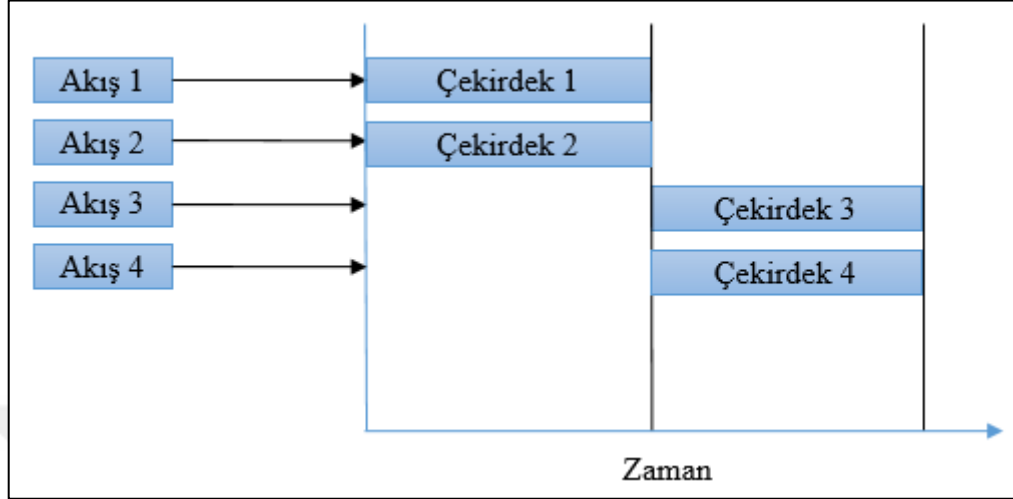 Akış 1
Çekirdek 1
Akış 2
Çekirdek 2
Akış 3
Çekirdek 3
Akış 4
Çekirdek 4
Zaman